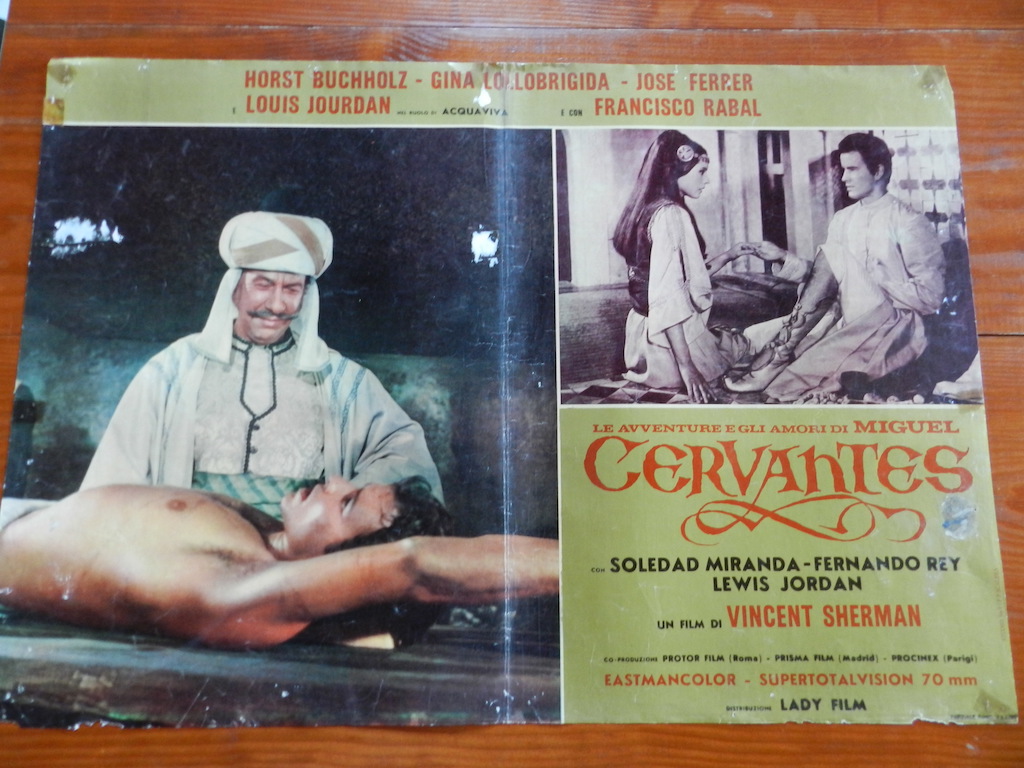 HORST BUCHHOLZ - GINA LOLLOBRIGIDA - JOSE FERRER
E LOUIS JOURDAN NEL RUOLO DI ACQUAVIVA E CON FRANCISCO RABAL
LE AVVENTURE E GLI AMORI DI MIGUEL
CERVANTES
CON SOLEDAD MIRANDA-FERNANDO REY
LEWIS JORDAN
UN FILM DI VINCENT SHERMAN
CO-PRODUZIONE PROTOR FILM (Roma) - PRISMA FILM (Madrid) - PROCINEX (Parigi)
EASTMANCOLOR - SUPERTOTALVISION 70 mm
DISTRIBUZIONE LADY FILM